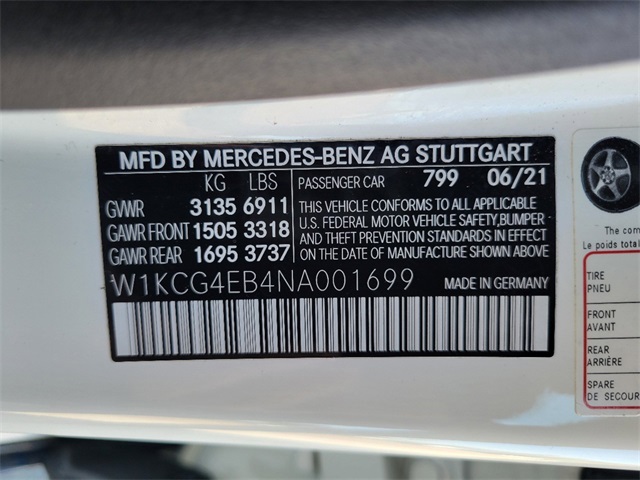 MFD BY MERCEDES-BENZ AG STUTTGART
KG LBS
GVWR 3135 6911
GAWR FRONT 1505 3318
GAWR REAR 1695 3737
PASSENGER CAR 799 06/21
THIS VEHICLE CONFORMS TO ALL APPLICABLE
U.S. FEDERAL MOTOR VEHICLE SAFETY, BUMPER
AND THEFT PREVENTION STANDARDS IN EFFECT
ON THE DATE OF MANUFACTURE SHOWN ABOVE
W1KCG4EB4NA001699
MADE IN GERMANY
The com
Le poids total
TIRE
PNEU
FRONT
AVANT
REAR
ARRIÈRE
SPARE
DE SECOUR